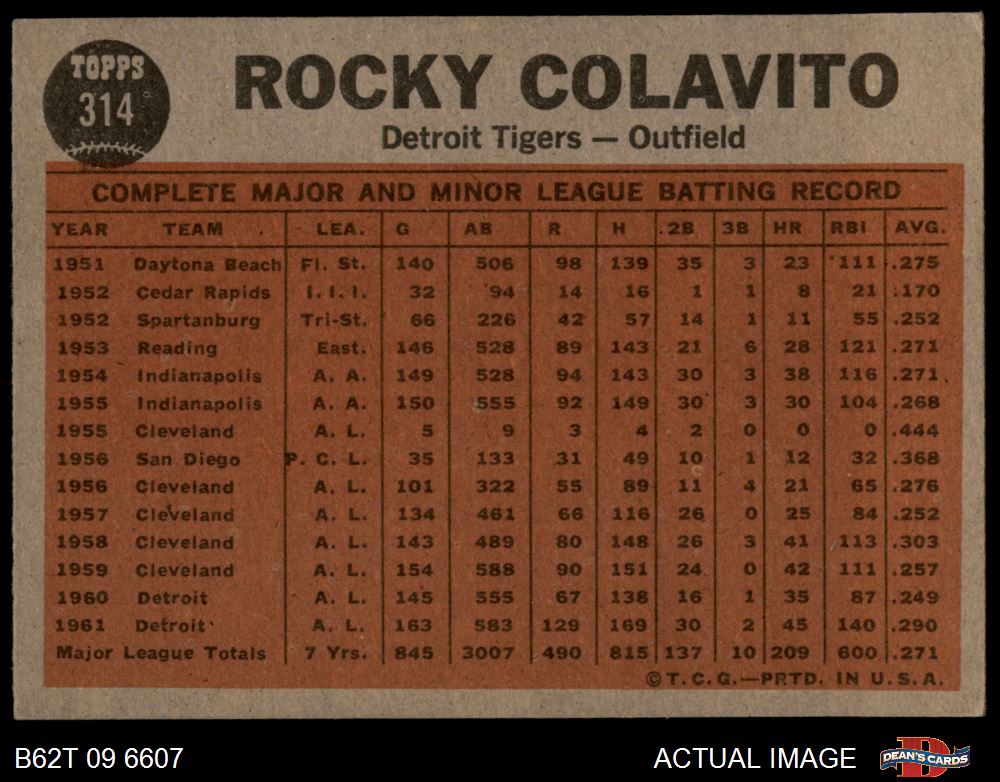 TOPPS
314
ROCKY COLAVITO
Detroit Tigers — Outfield
COMPLETE MAJOR AND MINOR LEAGUE BATTING RECORD
YEAR TEAM LEA. G AB R H 2B 3B HR RBI AVG.
1951 Daytona Beach Fl. St. 140 506 98 139 35 3 23 111 .275
1952 Cedar Rapids I. I. I. 32 94 14 16 1 1 8 21 .170
1952 Spartanburg Tri-St. 66 226 42 57 14 1 11 55 .252
1953 Reading East. 146 528 89 143 21 6 28 121 .271
1954 Indianapolis A. A. 149 528 94 143 30 3 38 116 .271
1955 Indianapolis A. A. 150 555 92 149 30 3 30 104 .268
1955 Cleveland A. L. 5 9 3 4 2 0 0 0 .444
1956 San Diego P. C. L. 35 133 31 49 10 1 12 32 .368
1956 Cleveland A. L. 101 322 55 89 11 4 21 65 .276
1957 Cleveland A. L. 134 461 66 116 26 0 25 84 .252
1958 Cleveland A. L. 143 489 80 148 26 3 41 113 .303
1959 Cleveland A. L. 154 588 90 151 24 0 42 111 .257
1960 Detroit A. L. 145 555 67 138 16 1 35 87 .249
1961 Detroit A. L. 163 583 129 169 30 2 45 140 .290
Major League Totals 7 Yrs. 845 3007 490 815 137 10 209 600 .271
©T.C.G.—PRTD. IN U.S.A.
B62T 09 6607 ACTUAL IMAGE
D
DEAN'S CARDS